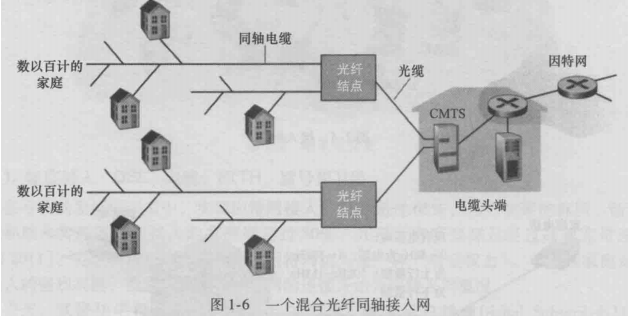 同轴电缆
数以百计的
家庭
光纤
结点
光缆
因特网
CMTS
数以百计的
家庭
光纤
结点
电缆头端
图1-6 一个混合光纤同轴接入网